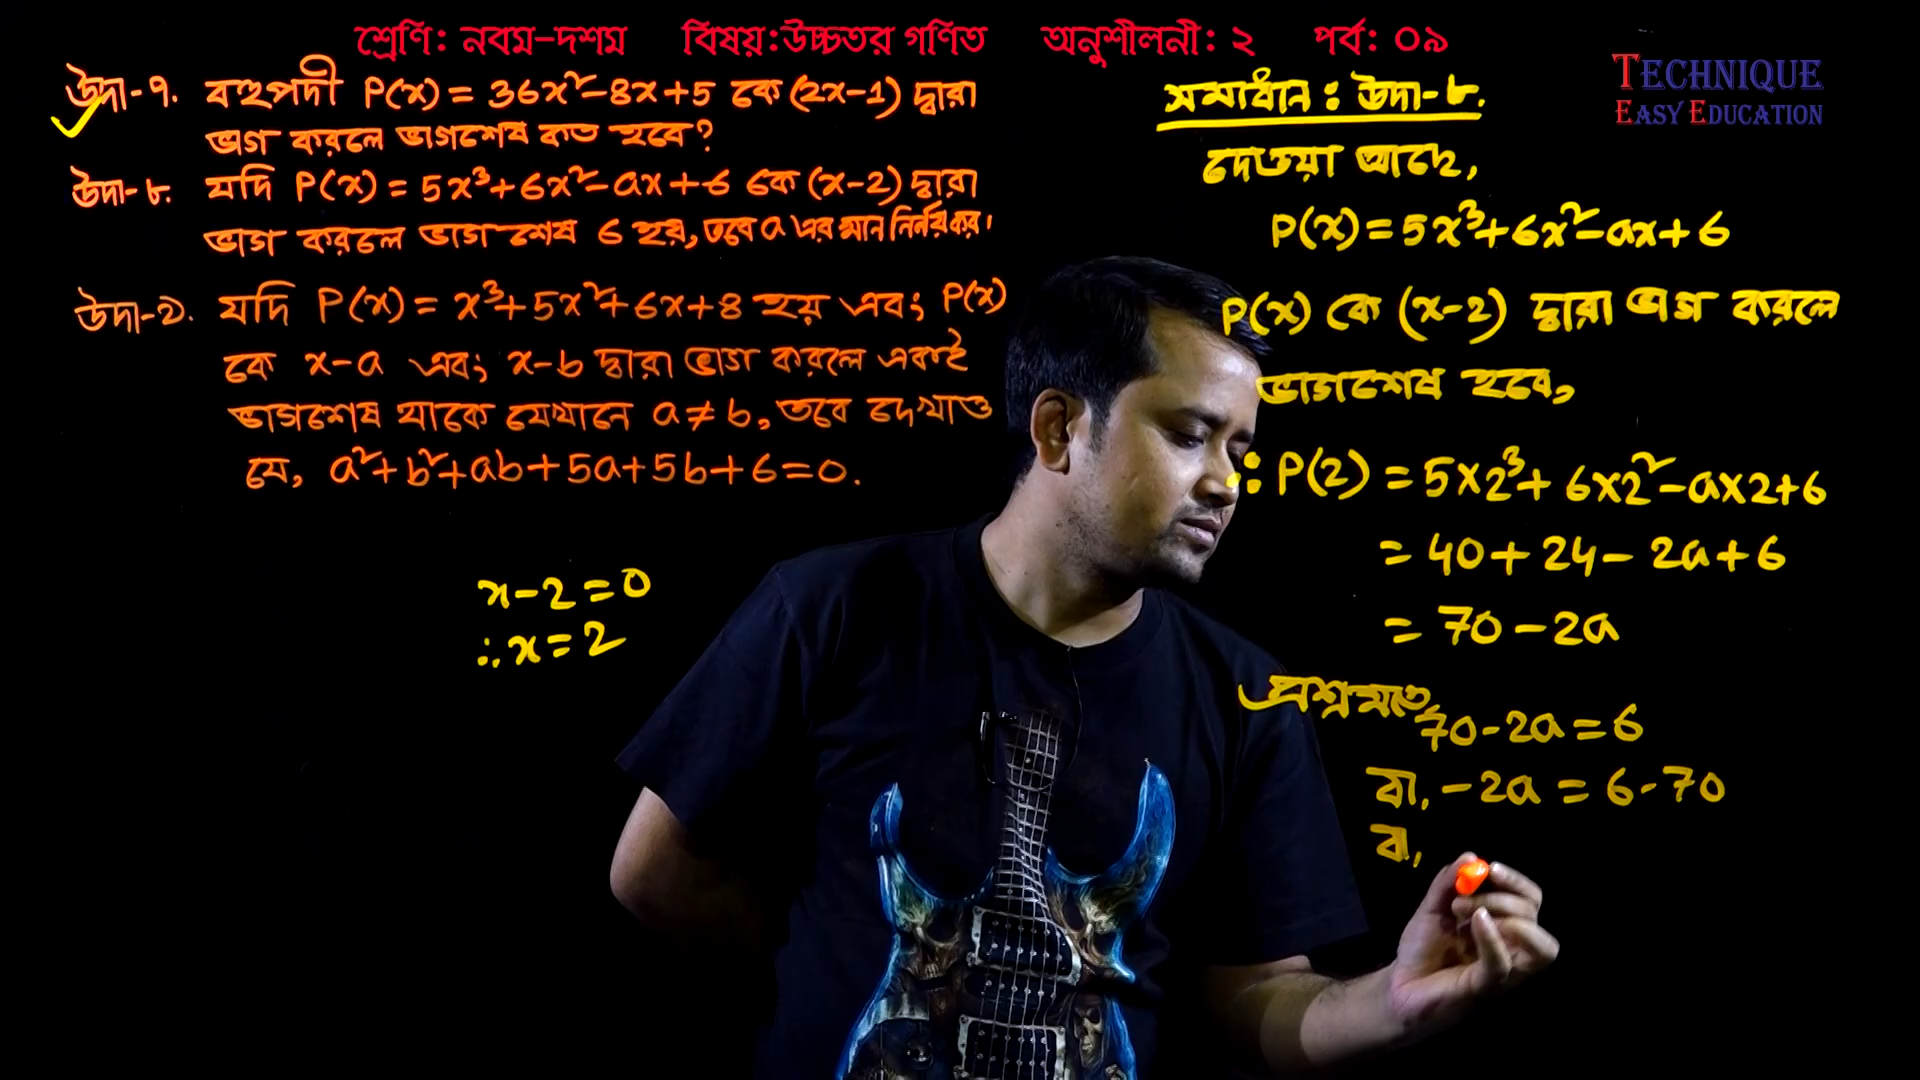 শ্রেণি: নবম-দশম বিষয়:উচ্চতর গণিত অনুশীলনী: ২ পর্ব: ০৯
TECHNIQUE
EASY EDUCATION
উদা-৭. বহুপদী P(x) = 36x²-8x+5 কে (2x-1) দ্বারা
ভাগ করলে ভাগশেষ কত হবে?
উদা-৮. যদি P(x) = 5x³+6x²-ax+6 কে (x-2) দ্বারা
ভাগ করলে ভাগশেষ 6 হয়, তবে a এর মান নির্নয় কর।
উদা-৯. যদি P(x) = x³+5x²+6x+8 হয় এবং P(x)
কে x-a এবং x-b দ্বারা ভাগ করলে একই
ভাগশেষ থাকে যেখানে a≠b, তবে দেখাও
যে, a²+b²+ab+5a+5b+6=0.
x-2=0
∴x=2
সমাধান: উদা-৮.
দেওয়া আছে,
P(x)=5x³+6x²-ax+6
P(x) কে (x-2) দ্বারা ভাগ করলে
ভাগশেষ হবে,
∴ P(2) = 5×2³+6×2²-a×2+6
= 40+24-2a+6
= 70-2a
প্রশ্নমতে,
70-2a=6
বা, -2a = 6-70
বা,